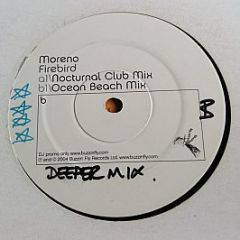 Moreno
Firebird
a1\Nocturnal Club Mix
b1\Ocean Beach Mix
b
B
DJ promo only www.buzzinfly.com
℗ and © 2004 Buzzin' Fly Records Ltd. www.buzzinfly.com
DEEPER MIX.